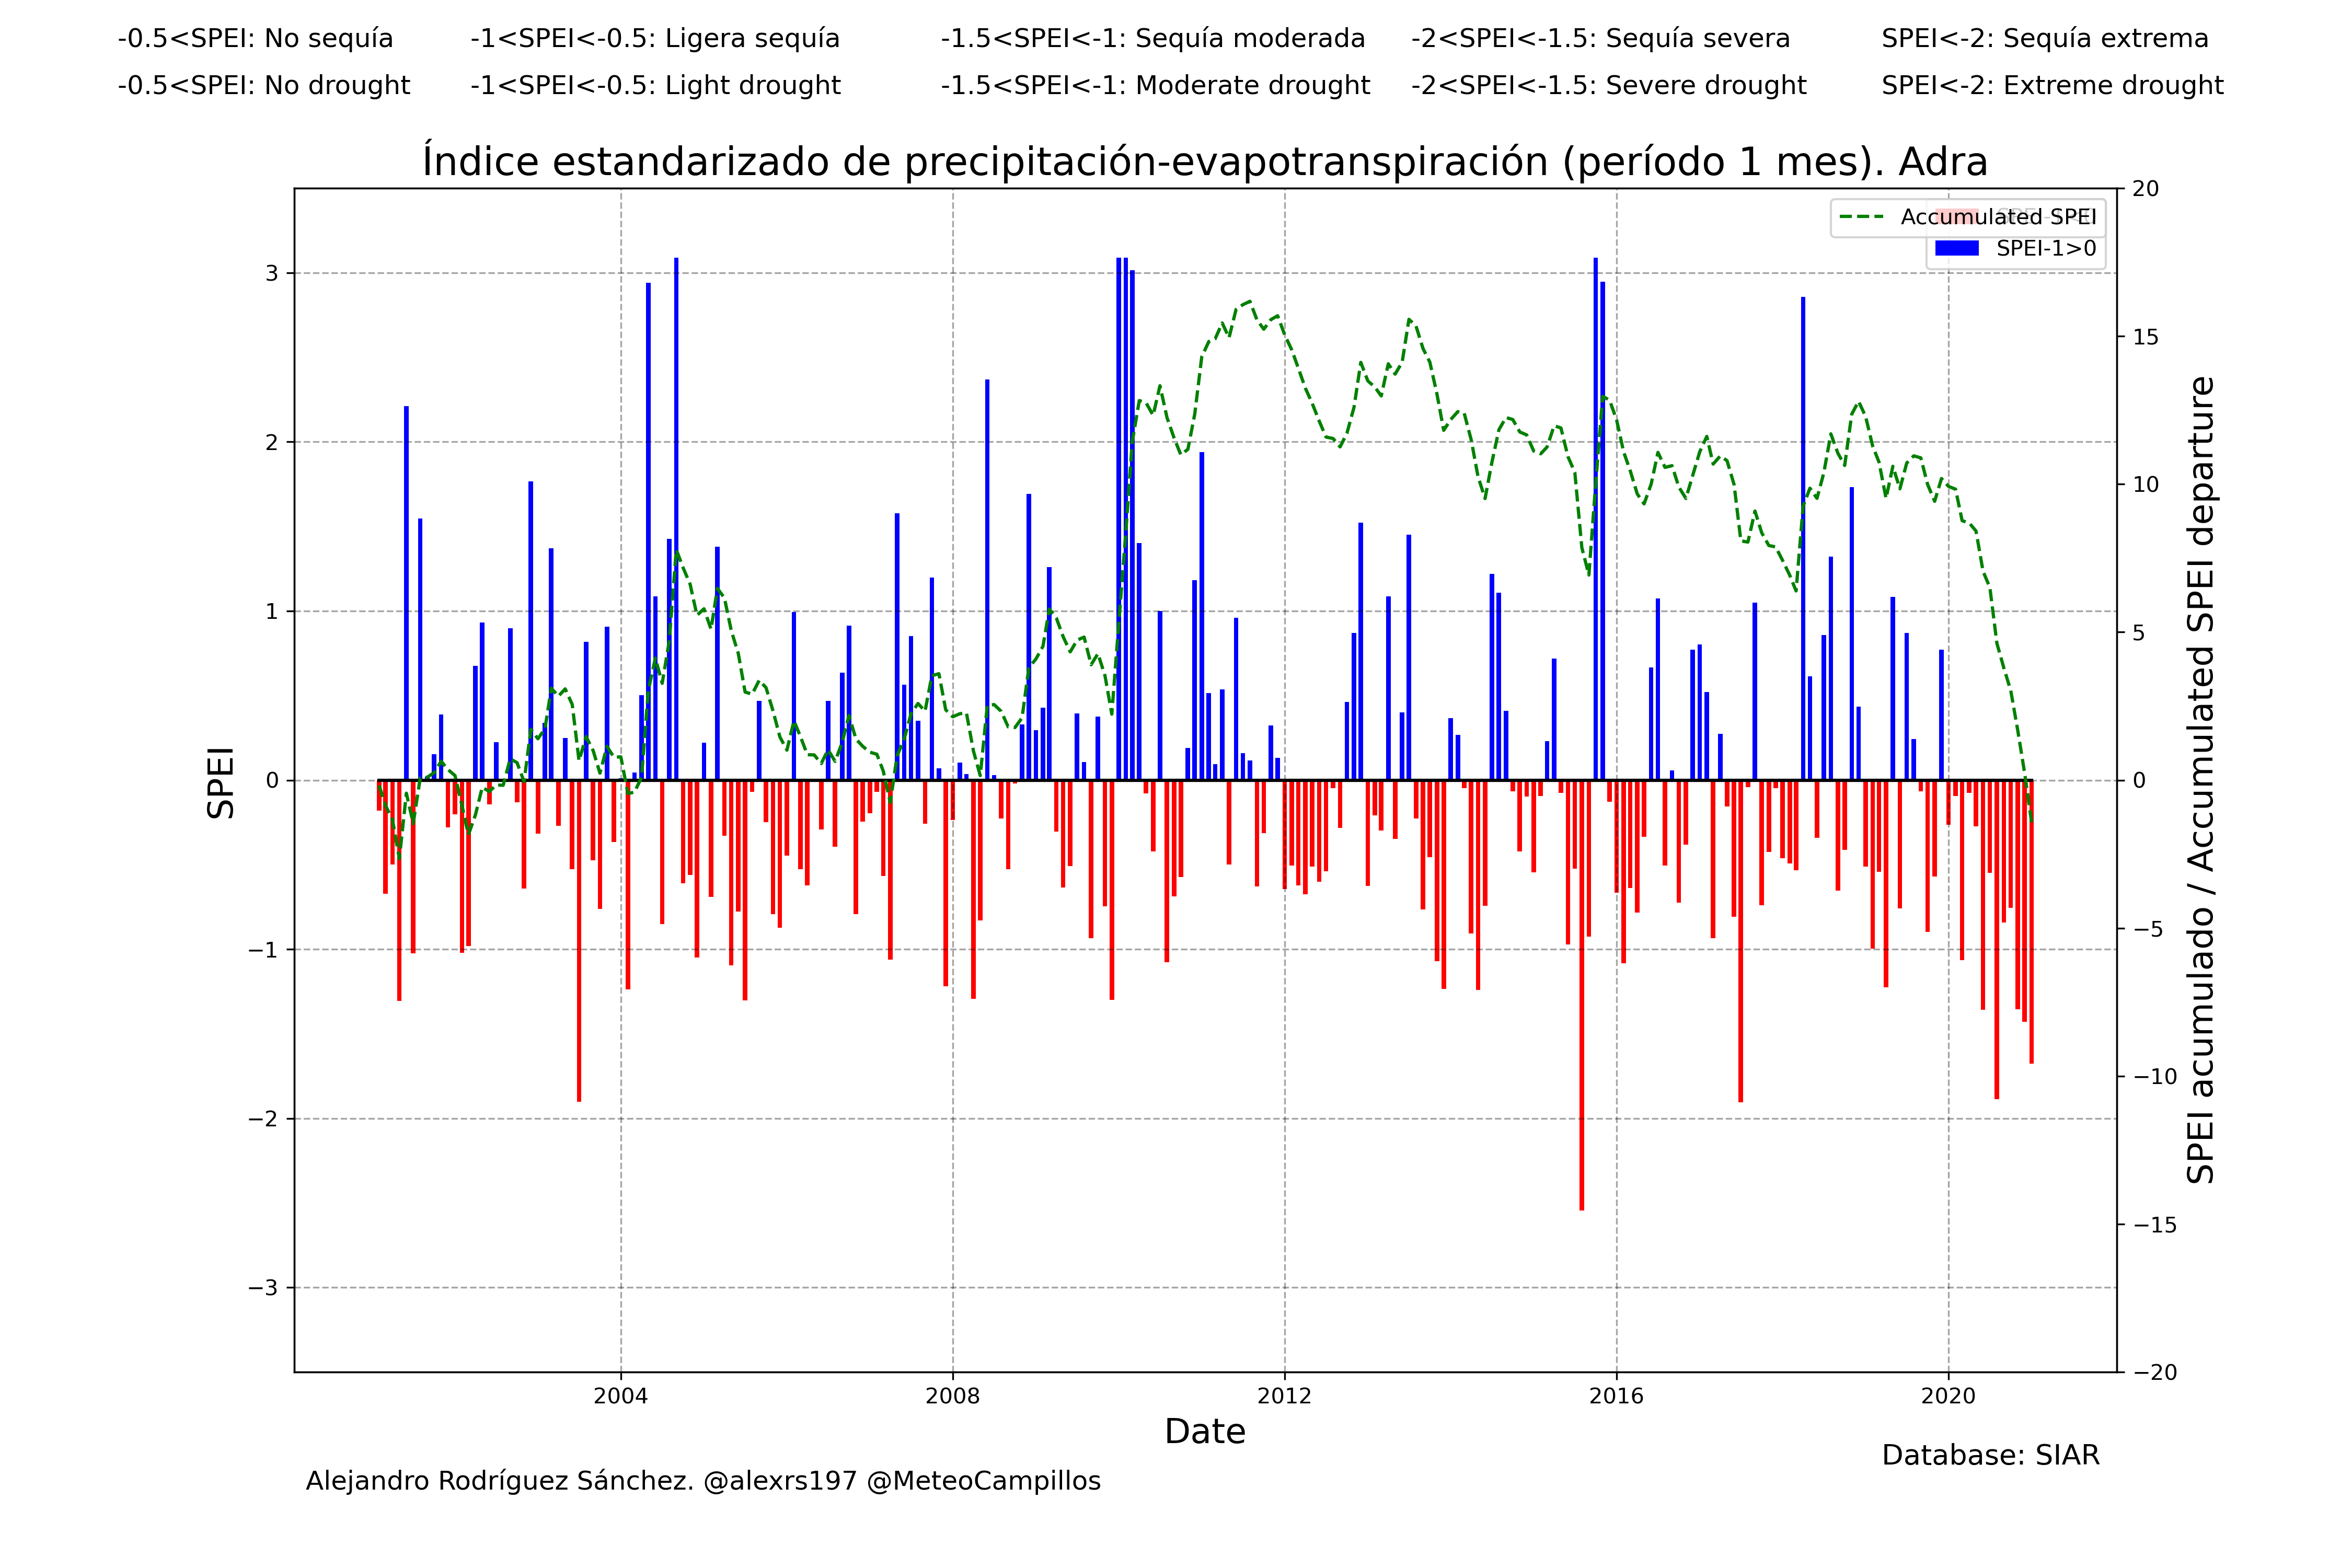 -0.5<SPEI: No sequía -1<SPEI<-0.5: Ligera sequía -1.5<SPEI<-1: Sequía moderada -2<SPEI<-1.5: Sequía severa SPEI<-2: Sequía extrema
-0.5<SPEI: No drought -1<SPEI<-0.5: Light drought -1.5<SPEI<-1: Moderate drought -2<SPEI<-1.5: Severe drought SPEI<-2: Extreme drought
Índice estandarizado de precipitación-evapotranspiración (período 1 mes). Adra
Accumulated SPEI
SPEI-1>0
SPEI
3
2
1
0
−1
−2
−3
20
15
10
5
0
−5
−10
−15
−20
SPEI acumulado / Accumulated SPEI departure
2004 2008 2012 2016 2020
Date
Database: SIAR
Alejandro Rodríguez Sánchez. @alexrs197 @MeteoCampillos